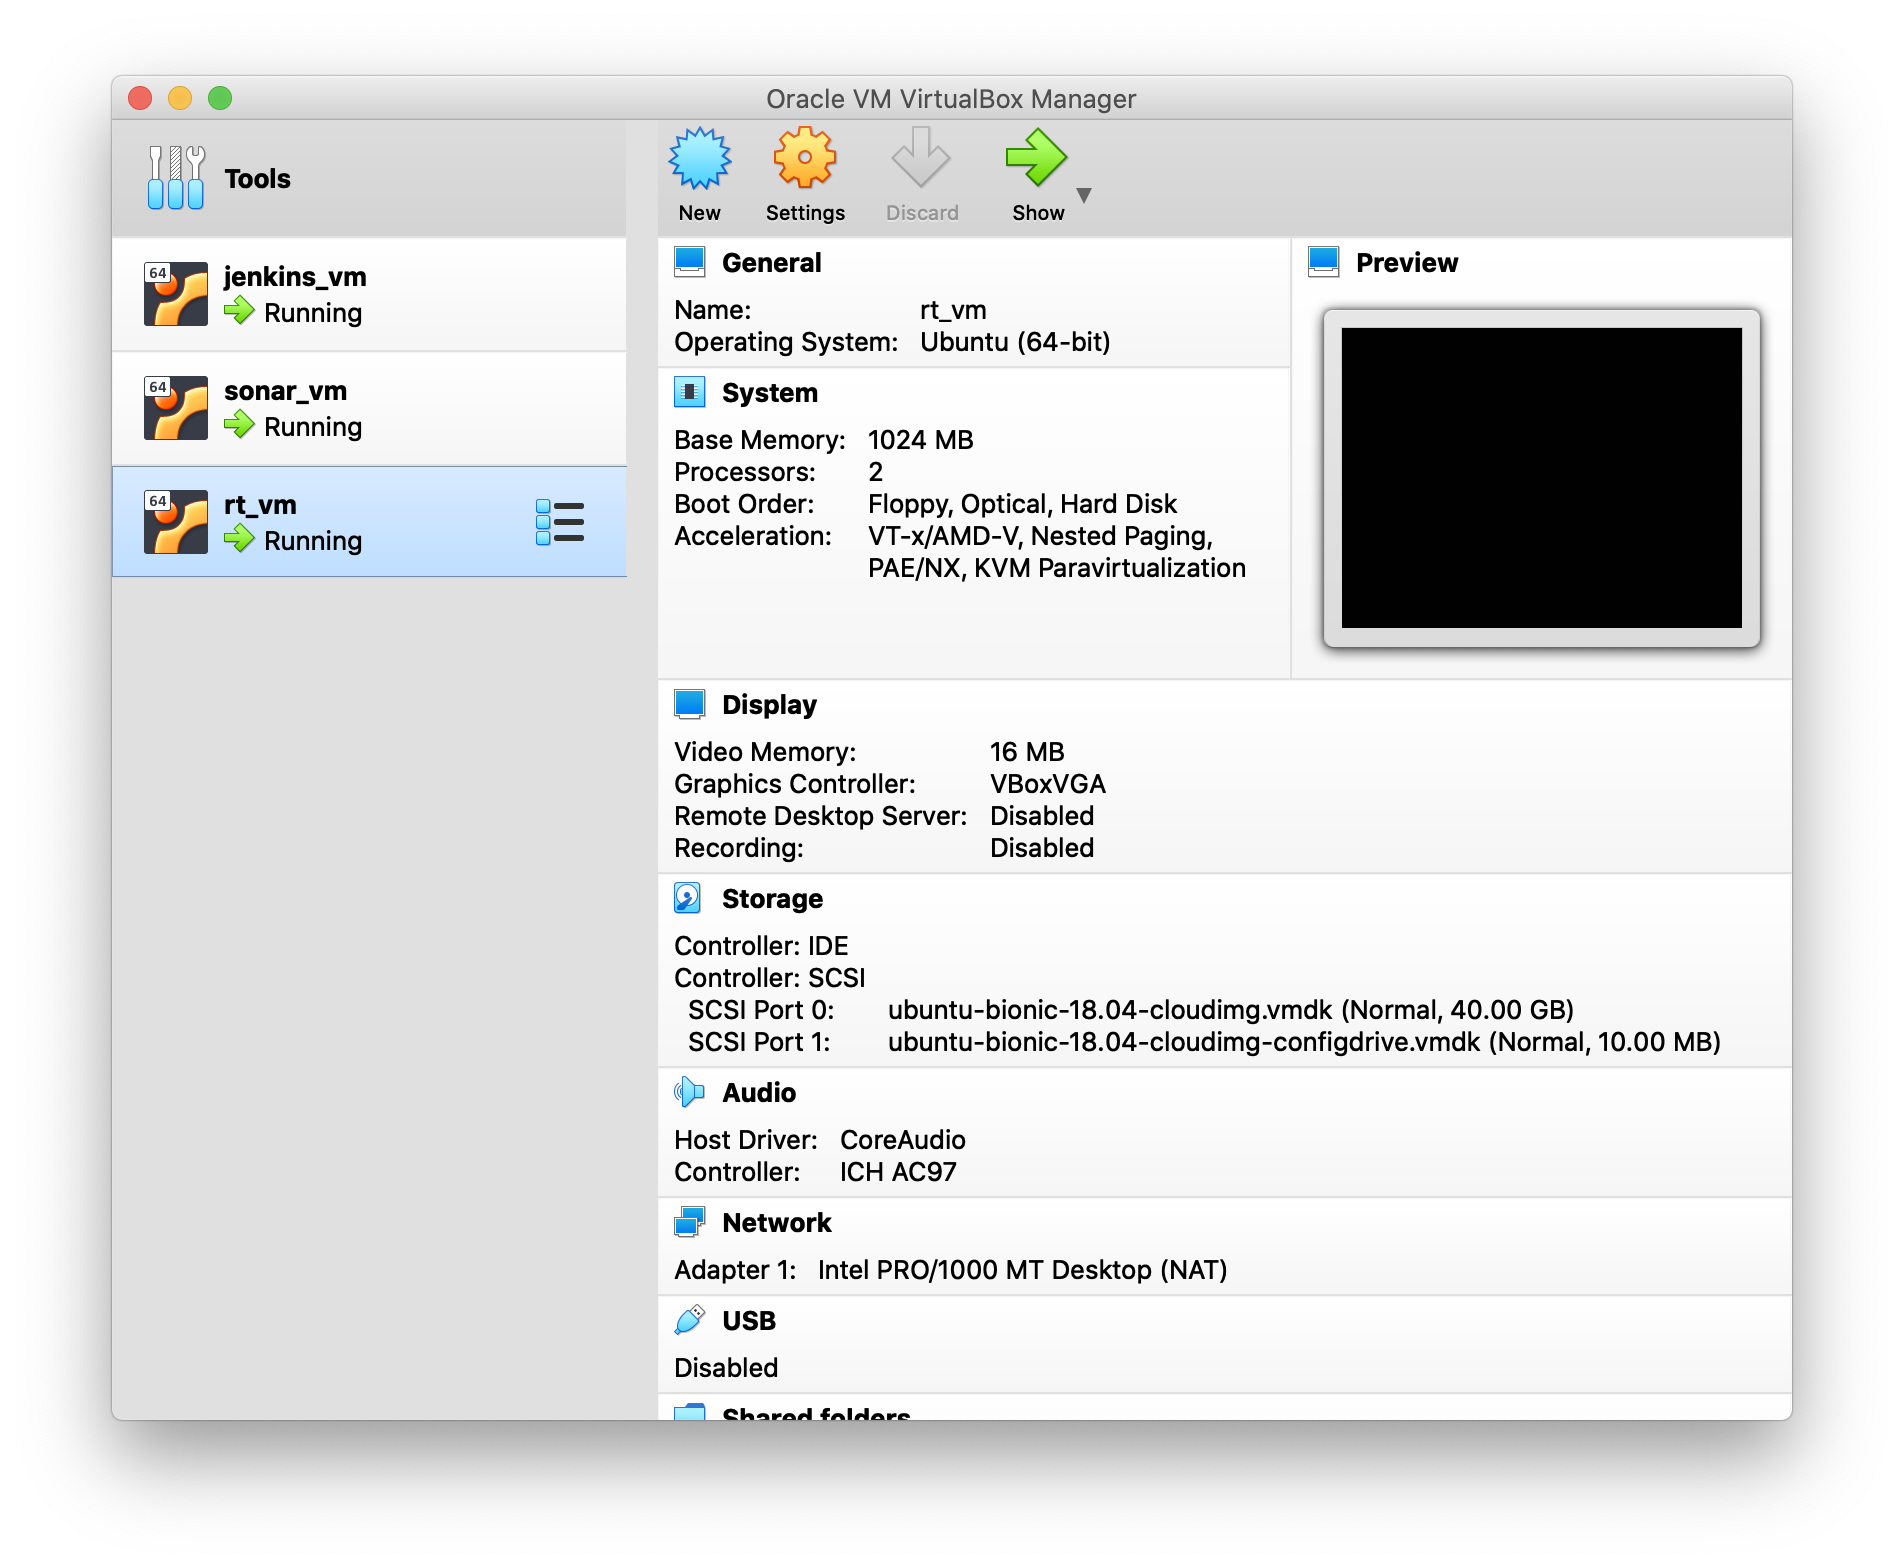 Oracle VM VirtualBox Manager
Tools
New
Settings
Discard
Show
64
jenkins_vm
Running
64
sonar_vm
Running
64
rt_vm
Running
General
Name: rt_vm
Operating System: Ubuntu (64-bit)
Preview
System
Base Memory: 1024 MB
Processors: 2
Boot Order: Floppy, Optical, Hard Disk
Acceleration: VT-x/AMD-V, Nested Paging,
PAE/NX, KVM Paravirtualization
Display
Video Memory: 16 MB
Graphics Controller: VBoxVGA
Remote Desktop Server: Disabled
Recording: Disabled
Storage
Controller: IDE
Controller: SCSI
SCSI Port 0: ubuntu-bionic-18.04-cloudimg.vmdk (Normal, 40.00 GB)
SCSI Port 1: ubuntu-bionic-18.04-cloudimg-configdrive.vmdk (Normal, 10.00 MB)
Audio
Host Driver: CoreAudio
Controller: ICH AC97
Network
Adapter 1: Intel PRO/1000 MT Desktop (NAT)
USB
Disabled
Shared folders